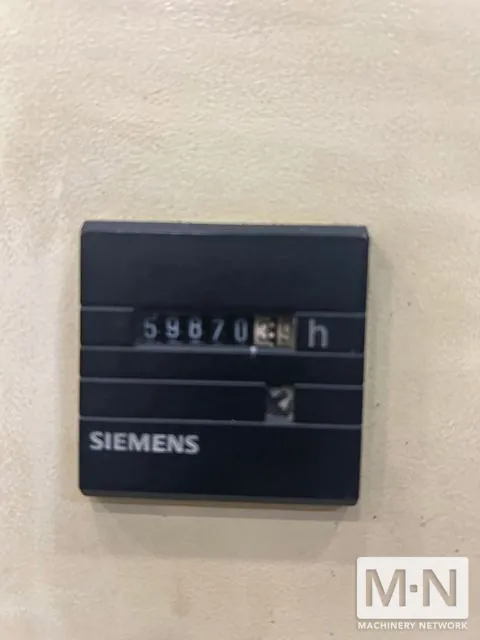 59870 h
SIEMENS
M·N
MACHINERY NETWORK